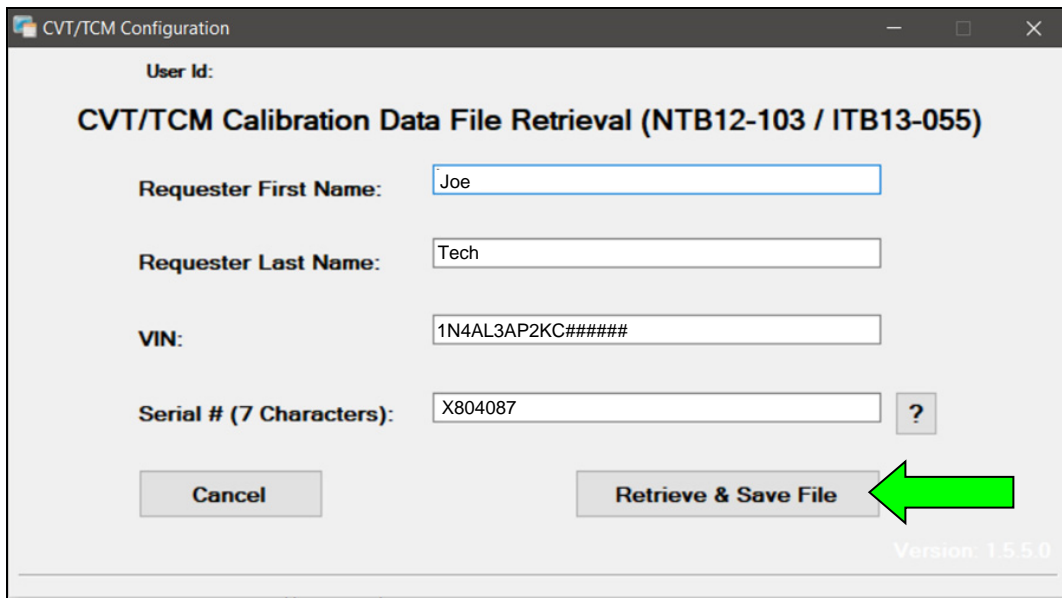 CVT/TCM Configuration
User Id:
CVT/TCM Calibration Data File Retrieval (NTB12-103 / ITB13-055)
Requester First Name: Joe
Requester Last Name: Tech
VIN: 1N4AL3AP2KC######
Serial # (7 Characters): X804087 ?
Cancel Retrieve & Save File
Version: 1.5.5.0